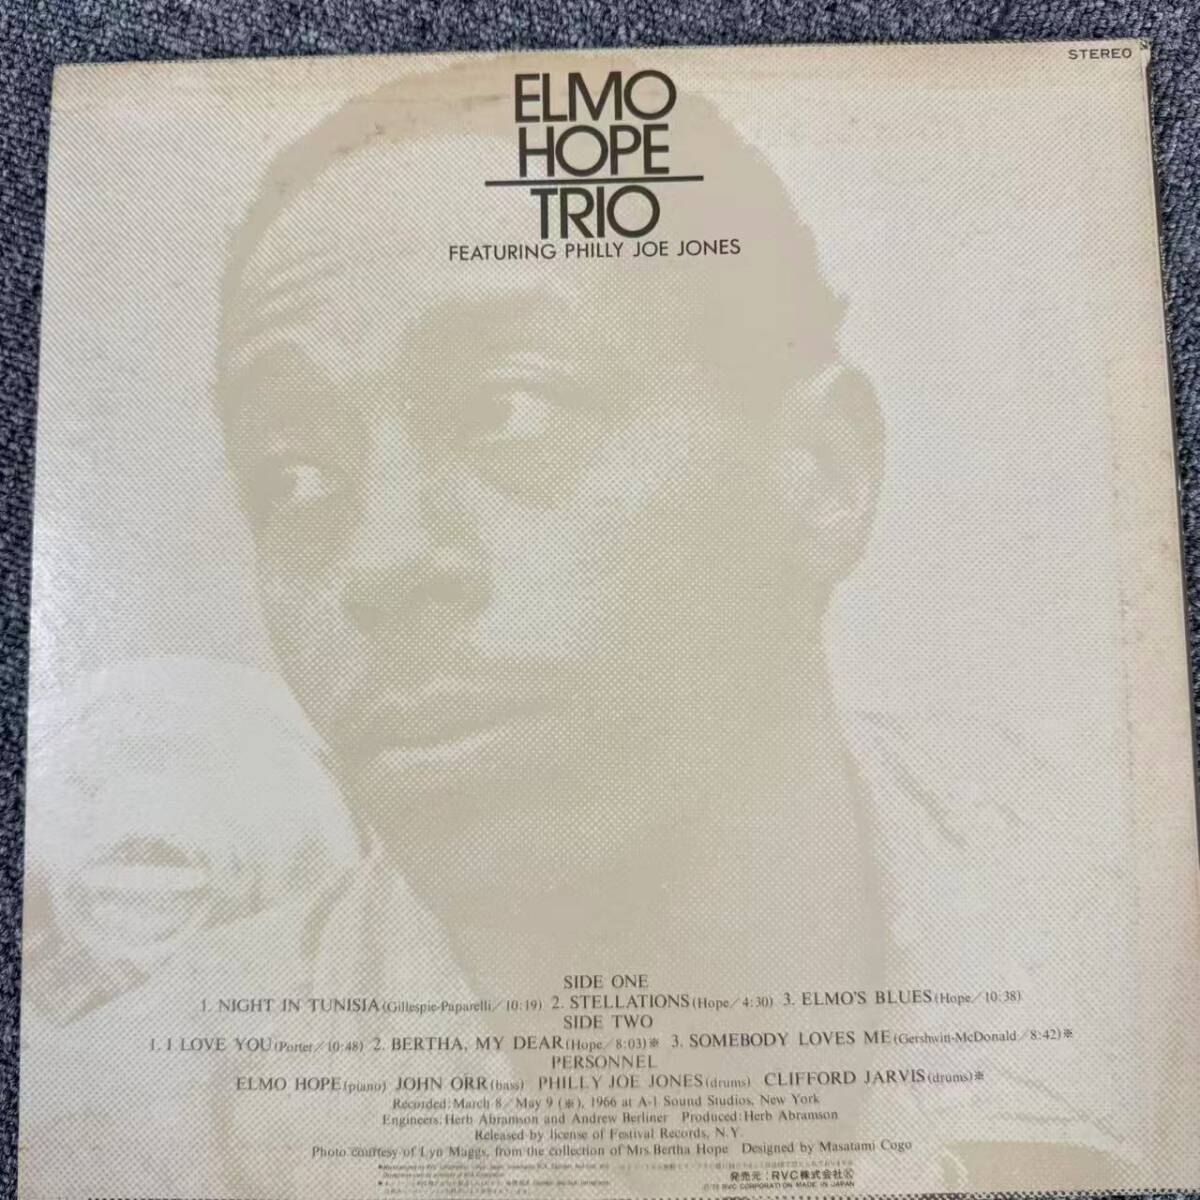 STEREO
ELMO
HOPE
TRIO
FEATURING PHILLY JOE JONES
SIDE ONE
1. NIGHT IN TUNISIA (Gillespie-Paparelli/10:19) 2. STELLATIONS (Hope/4:30) 3. ELMO'S BLUES (Hope/10:38)
SIDE TWO
1. I LOVE YOU (Porter/10:48) 2. BERTHA, MY DEAR (Hope/8:03)※ 3. SOMEBODY LOVES ME (Gershwin-McDonald/8:42)※
PERSONNEL
ELMO HOPE (piano) JOHN ORR (bass) PHILLY JOE JONES (drums) CLIFFORD JARVIS (drums)※
Recorded: March 8/May 9 (※), 1966 at A-1 Sound Studios, New York
Engineers: Herb Abramson and Andrew Berliner Produced: Herb Abramson
Released by license of Festival Records, N.Y.
Photo courtesy of Lyn Maggs, from the collection of Mrs. Bertha Hope Designed by Masatami Cogo
発売元:RVC株式会社
RVC CORPORATION MADE IN JAPAN